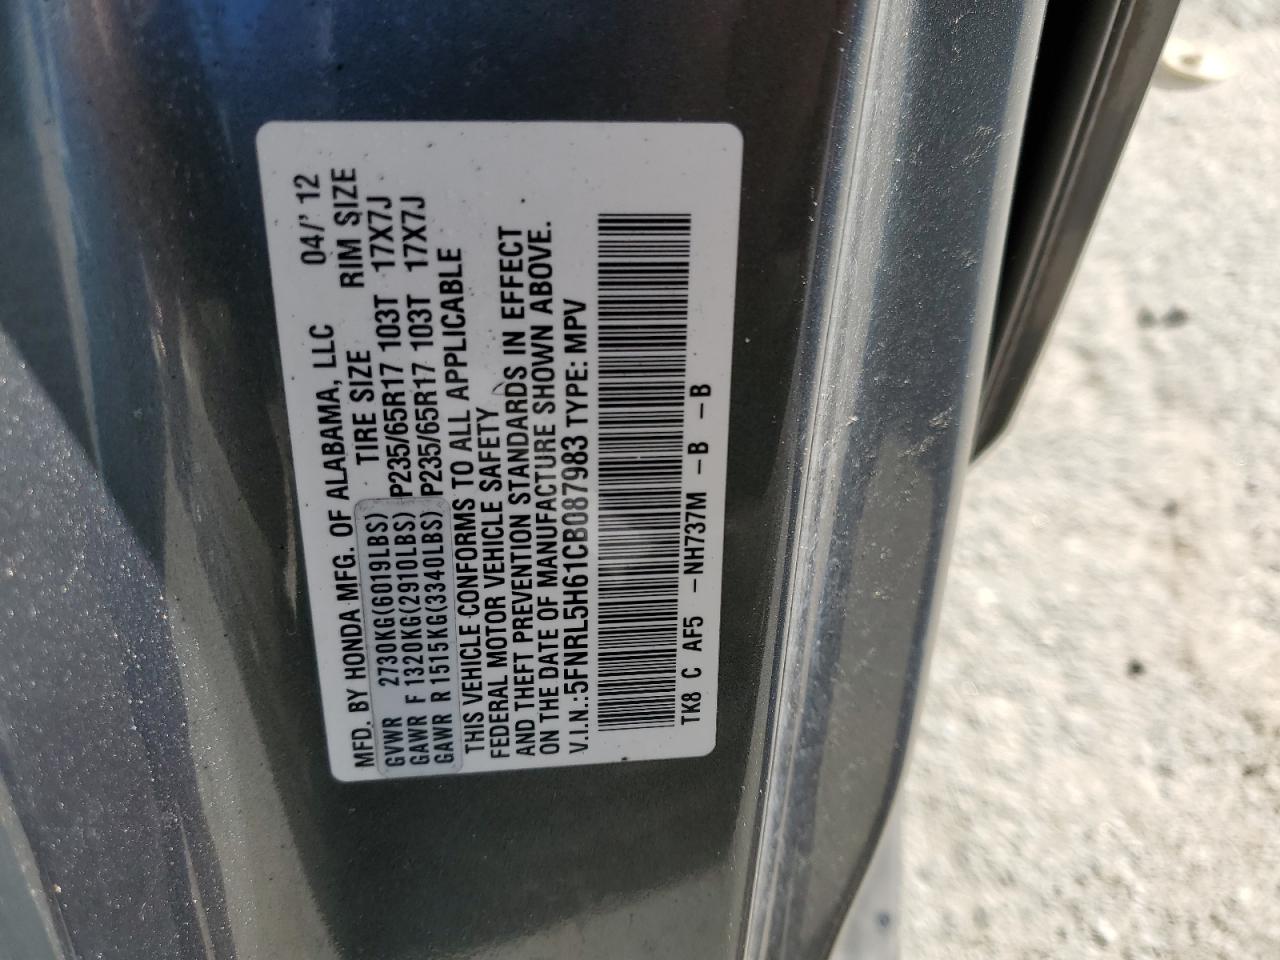 MFD. BY HONDA MFG. OF ALABAMA, LLC 04/' 12
TIRE SIZE RIM SIZE
GVWR 2730KG(6019LBS)
GAWR F 1320KG(2910LBS) P235/65R17 103T 17X7J
GAWR R 1515KG(3340LBS) P235/65R17 103T 17X7J
THIS VEHICLE CONFORMS TO ALL APPLICABLE
FEDERAL MOTOR VEHICLE SAFETY
AND THEFT PREVENTION STANDARDS IN EFFECT
ON THE DATE OF MANUFACTURE SHOWN ABOVE.
V.I.N.:5FNRL5H61CB087983 TYPE: MPV
TK8 C AF5 -NH737M -B -B